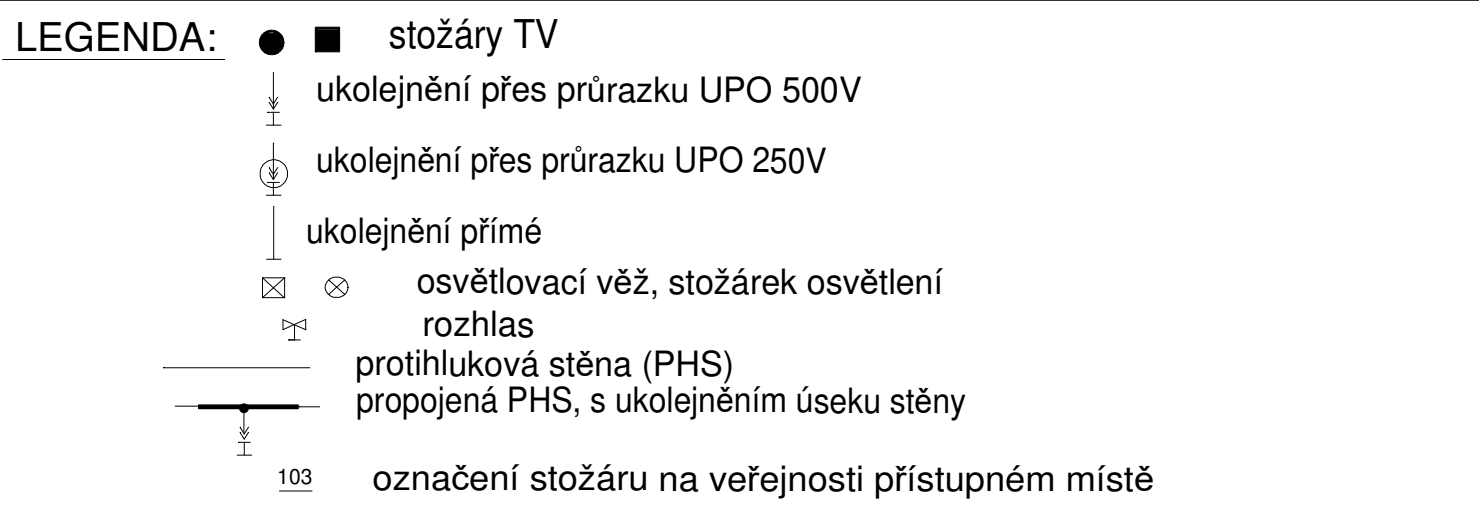 LEGENDA: stožáry TV
ukolejnění přes průrazku UPO 500V
ukolejnění přes průrazku UPO 250V
ukolejnění přímé
osvětlovací věž, stožárek osvětlení
rozhlas
protihluková stěna (PHS)
propojená PHS, s ukolejněním úseku stěny
103 označení stožáru na veřejnosti přístupném místě